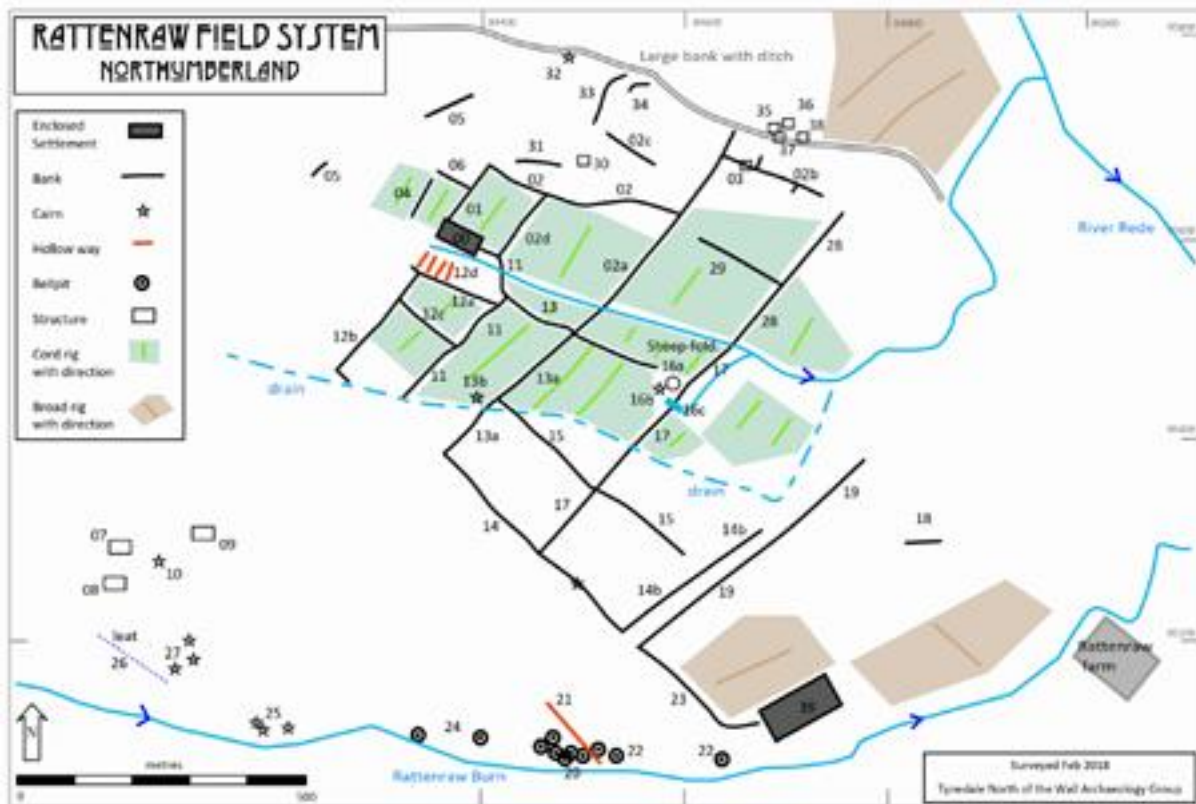 RATTENRAW FIELD SYSTEM
NORTHUMBERLAND
Enclosed
Settlement
Bank
Cairn
Hollow way
Bellpit
Structure
Cord rig
with direction
Broad rig
with direction
Large bank with ditch
32
33
34
35
36
37
38
05
05
02c
31
30
03
02b
06
02
02
04
01
02d
02a
29
28
28
River Rede
12d
11
13
12a
12c
11
12b
11
13b
13a
Sheep fold
16a
16b
16c
17
17
drain
drain
13a
15
17
15
14
14b
14b
19
19
18
07
08
09
10
leat
26
27
25
24
21
22
22
20
23
39
Rattenraw
farm
Rattenraw Burn
N
metres
0
500
Surveyed Feb 2018
Tynedale North of the Wall Archaeology Group